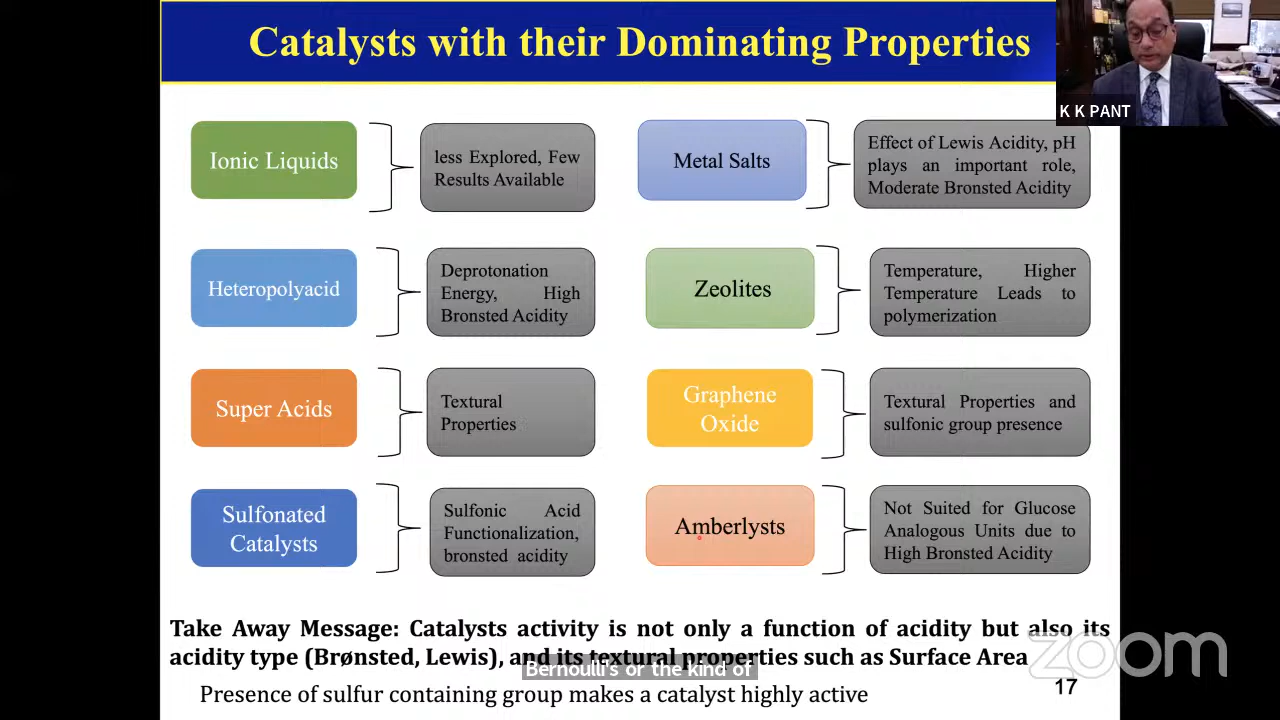 Catalysts with their Dominating Properties
K K PANT
Ionic Liquids
less Explored, Few
Results Available
Metal Salts
Effect of Lewis Acidity, pH
plays an important role,
Moderate Bronsted Acidity
Heteropolyacid
Deprotonation
Energy, High
Bronsted Acidity
Zeolites
Temperature, Higher
Temperature Leads to
polymerization
Super Acids
Textural
Properties
Graphene
Oxide
Textural Properties and
sulfonic group presence
Sulfonated
Catalysts
Sulfonic Acid
Functionalization,
bronsted acidity
Amberlysts
Not Suited for Glucose
Analogous Units due to
High Bronsted Acidity
Take Away Message: Catalysts activity is not only a function of acidity but also its
acidity type (Brønsted, Lewis), and its textural properties such as Surface Area
Bernoulli's or the kind of
zoom
Presence of sulfur containing group makes a catalyst highly active
17